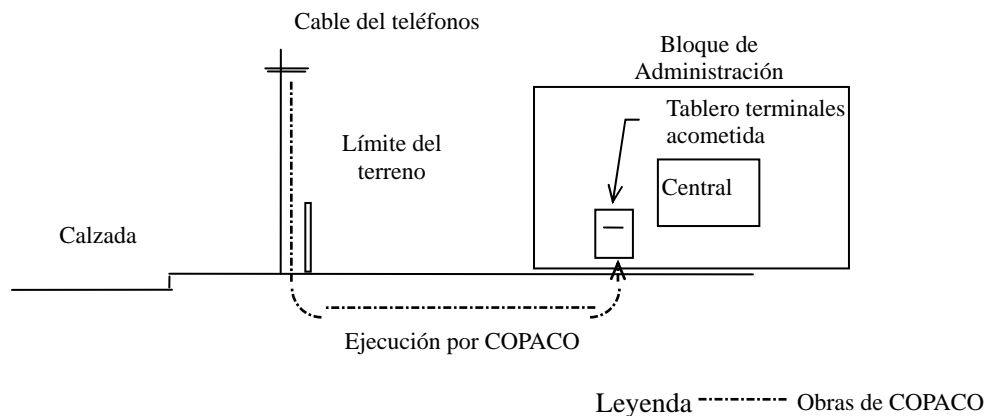 Cable del teléfonos
Bloque de
Administración
Tablero terminales
acometida
Límite del
terreno
Central
Calzada
Ejecución por COPACO
Leyenda
Obras de COPACO